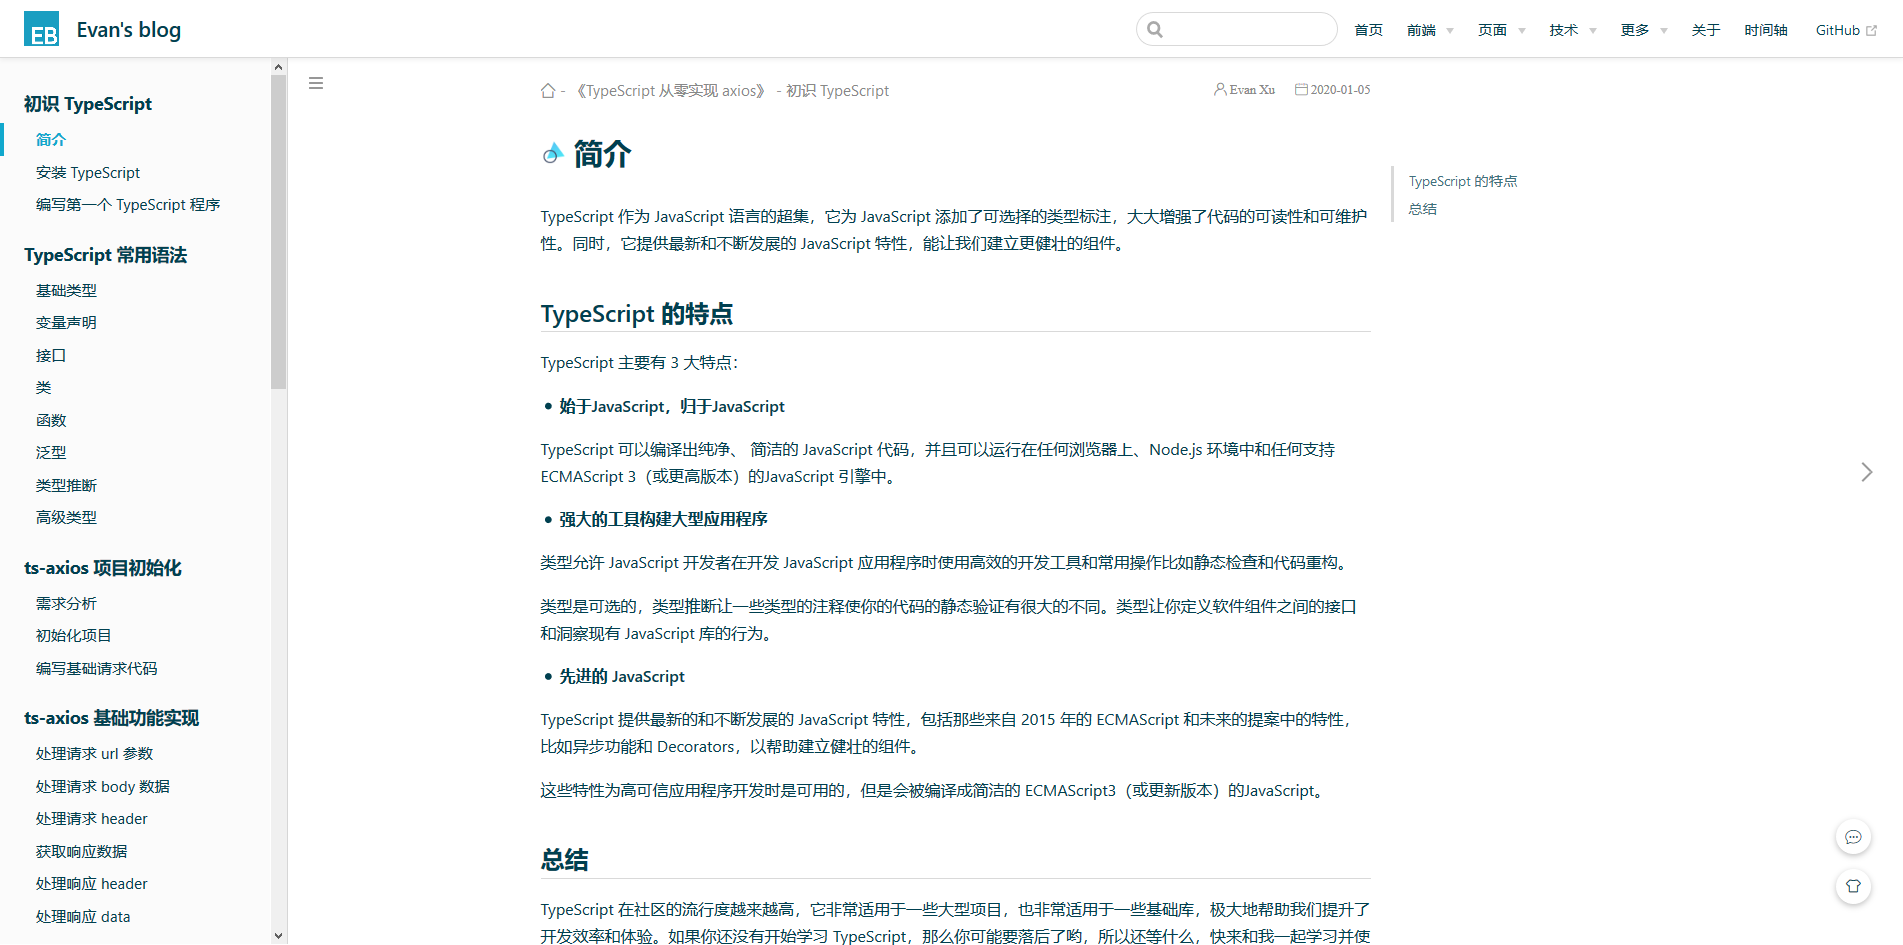 EB Evan's blog
首页 前端 页面 技术 更多 关于 时间轴 GitHub
初识 TypeScript
简介
安装 TypeScript
编写第一个 TypeScript 程序
TypeScript 常用语法
基础类型
变量声明
接口
类
函数
泛型
类型推断
高级类型
ts-axios 项目初始化
需求分析
初始化项目
编写基础请求代码
ts-axios 基础功能实现
处理请求 url 参数
处理请求 body 数据
处理请求 header
获取响应数据
处理响应 header
处理响应 data
- 《TypeScript 从零实现 axios》 - 初识 TypeScript
Evan Xu 2020-01-05
简介
TypeScript 作为 JavaScript 语言的超集，它为 JavaScript 添加了可选择的类型标注，大大增强了代码的可读性和可维护
性。同时，它提供最新和不断发展的 JavaScript 特性，能让我们建立更健壮的组件。
TypeScript 的特点
TypeScript 主要有 3 大特点：
• 始于JavaScript，归于JavaScript
TypeScript 可以编译出纯净、 简洁的 JavaScript 代码，并且可以运行在任何浏览器上、Node.js 环境中和任何支持
ECMAScript 3（或更高版本）的JavaScript 引擎中。
• 强大的工具构建大型应用程序
类型允许 JavaScript 开发者在开发 JavaScript 应用程序时使用高效的开发工具和常用操作比如静态检查和代码重构。
类型是可选的，类型推断让一些类型的注释使你的代码的静态验证有很大的不同。类型让你定义软件组件之间的接口
和洞察现有 JavaScript 库的行为。
• 先进的 JavaScript
TypeScript 提供最新的和不断发展的 JavaScript 特性，包括那些来自 2015 年的 ECMAScript 和未来的提案中的特性，
比如异步功能和 Decorators，以帮助建立健壮的组件。
这些特性为高可信应用程序开发时是可用的，但是会被编译成简洁的 ECMAScript3（或更新版本）的JavaScript。
总结
TypeScript 在社区的流行度越来越高，它非常适用于一些大型项目，也非常适用于一些基础库，极大地帮助我们提升了
开发效率和体验。如果你还没有开始学习 TypeScript，那么你可能要落后了哟，所以还等什么，快来和我一起学习并使
TypeScript 的特点
总结